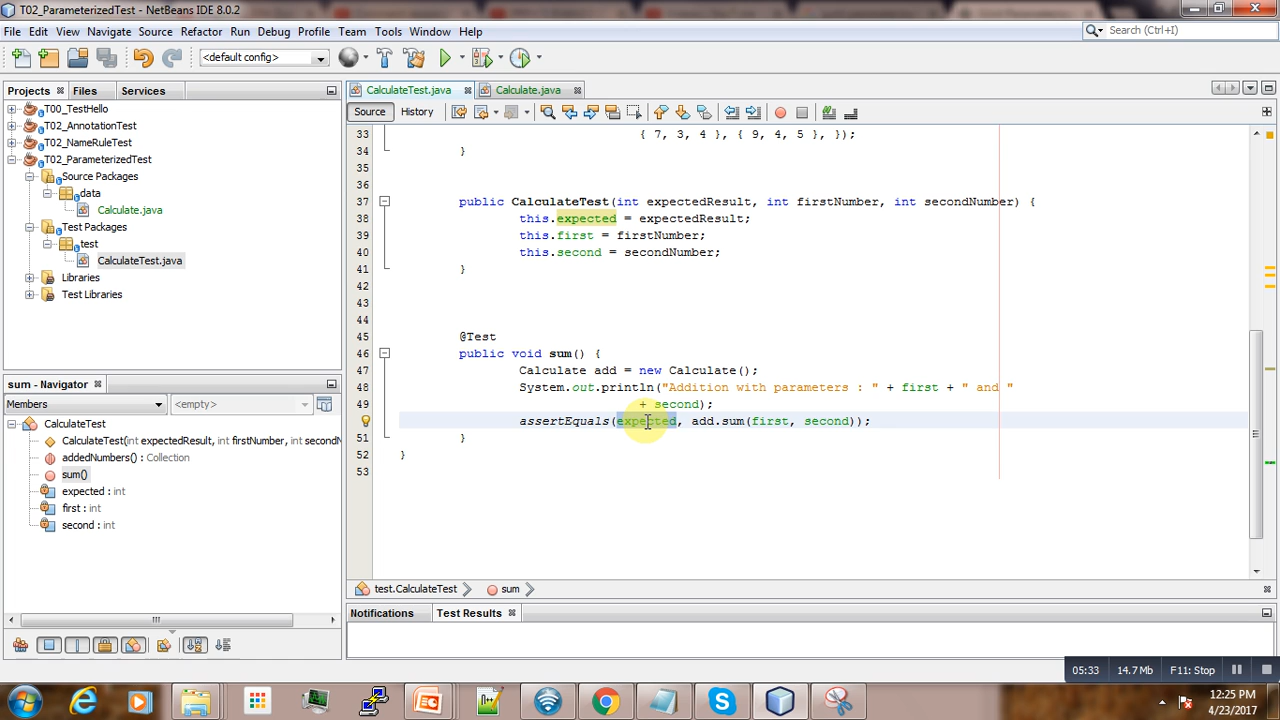 T02_ParameterizedTest - NetBeans IDE 8.0.2
File Edit View Navigate Source Refactor Run Debug Profile Team Tools Window Help
Search (Ctrl+I)
<default config>
Projects Files Services
T00_TestHello
T02_AnnotationTest
T02_NameRuleTest
T02_ParameterizedTest
Source Packages
data
Calculate.java
Test Packages
test
CalculateTest.java
Libraries
Test Libraries
sum - Navigator
Members <empty>
CalculateTest
CalculateTest(int expectedResult, int firstNumber, int secondN
addedNumbers() : Collection
sum()
expected : int
first : int
second : int
CalculateTest.java Calculate.java
Source History
33 { 7, 3, 4 }, { 9, 4, 5 }, });
34 }
35
36
37 public CalculateTest(int expectedResult, int firstNumber, int secondNumber) {
38 this.expected = expectedResult;
39 this.first = firstNumber;
40 this.second = secondNumber;
41 }
42
43
44
45 @Test
46 public void sum() {
47 Calculate add = new Calculate();
48 System.out.println("Addition with parameters : " + first + " and "
49 + second);
assertEquals(expected, add.sum(first, second));
51 }
52 }
53
test.CalculateTest sum
Notifications Test Results
05:33 14.7 Mb F11: Stop
12:25 PM
4/23/2017